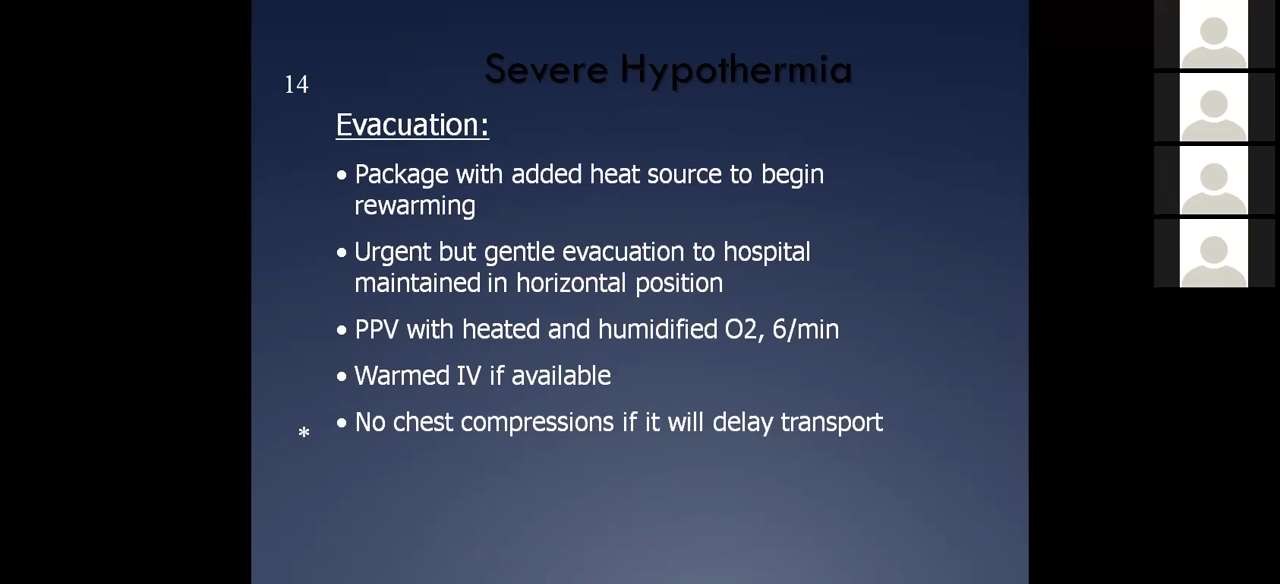 Severe Hypothermia
14
Evacuation:
• Package with added heat source to begin
rewarming
• Urgent but gentle evacuation to hospital
maintained in horizontal position
• PPV with heated and humidified O2, 6/min
• Warmed IV if available
* • No chest compressions if it will delay transport